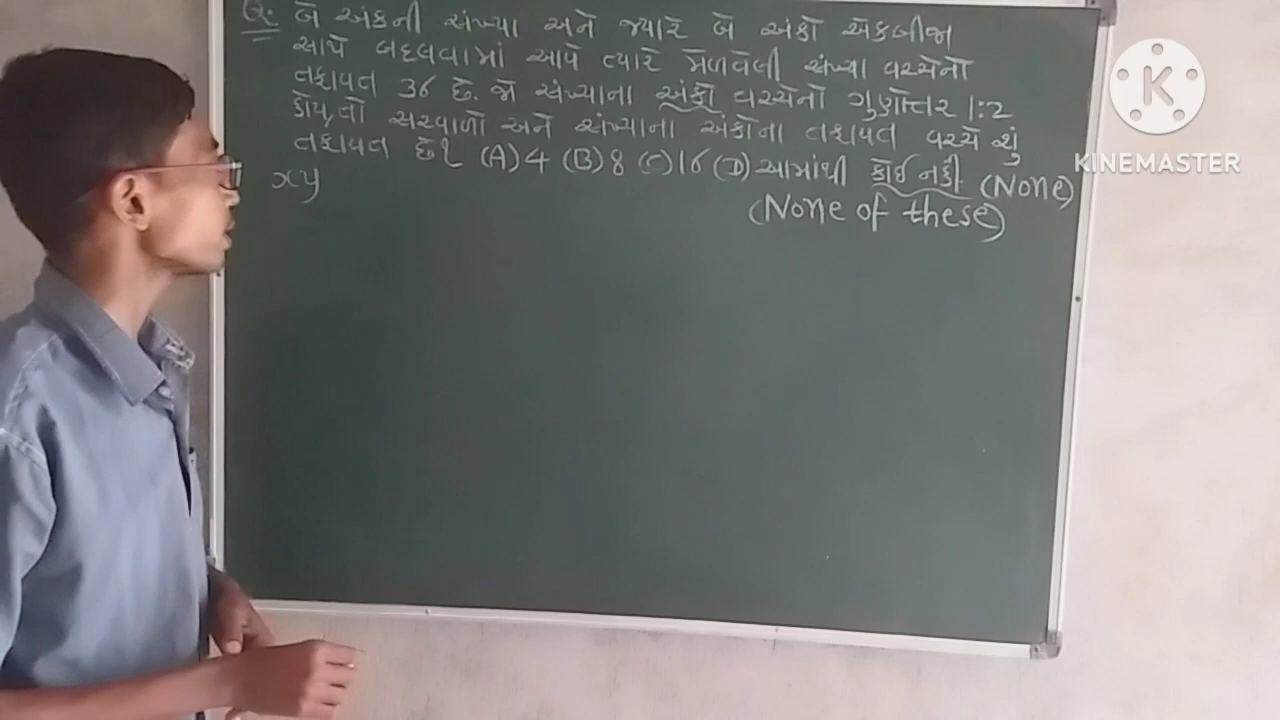 Q. બે અંકની સંખ્યા અને જ્યારે બે અંકો એકબીજા
સાથે બદલવામાં આવે ત્યારે મેળવેલી સંખ્યા વચ્ચેનો
તફાવત 36 છે. જો સંખ્યાના અંકો વચ્ચેનો ગુણોત્તર 1:2
હોય, તો સરવાળો અને સંખ્યાના અંકોના તફાવત વચ્ચે શું
તફાવત છે? (A) 4 (B) 8 (C) 16 (D) આમાંથી કોઈ નહીં. (None)
(None of these)
xy
KINEMASTER